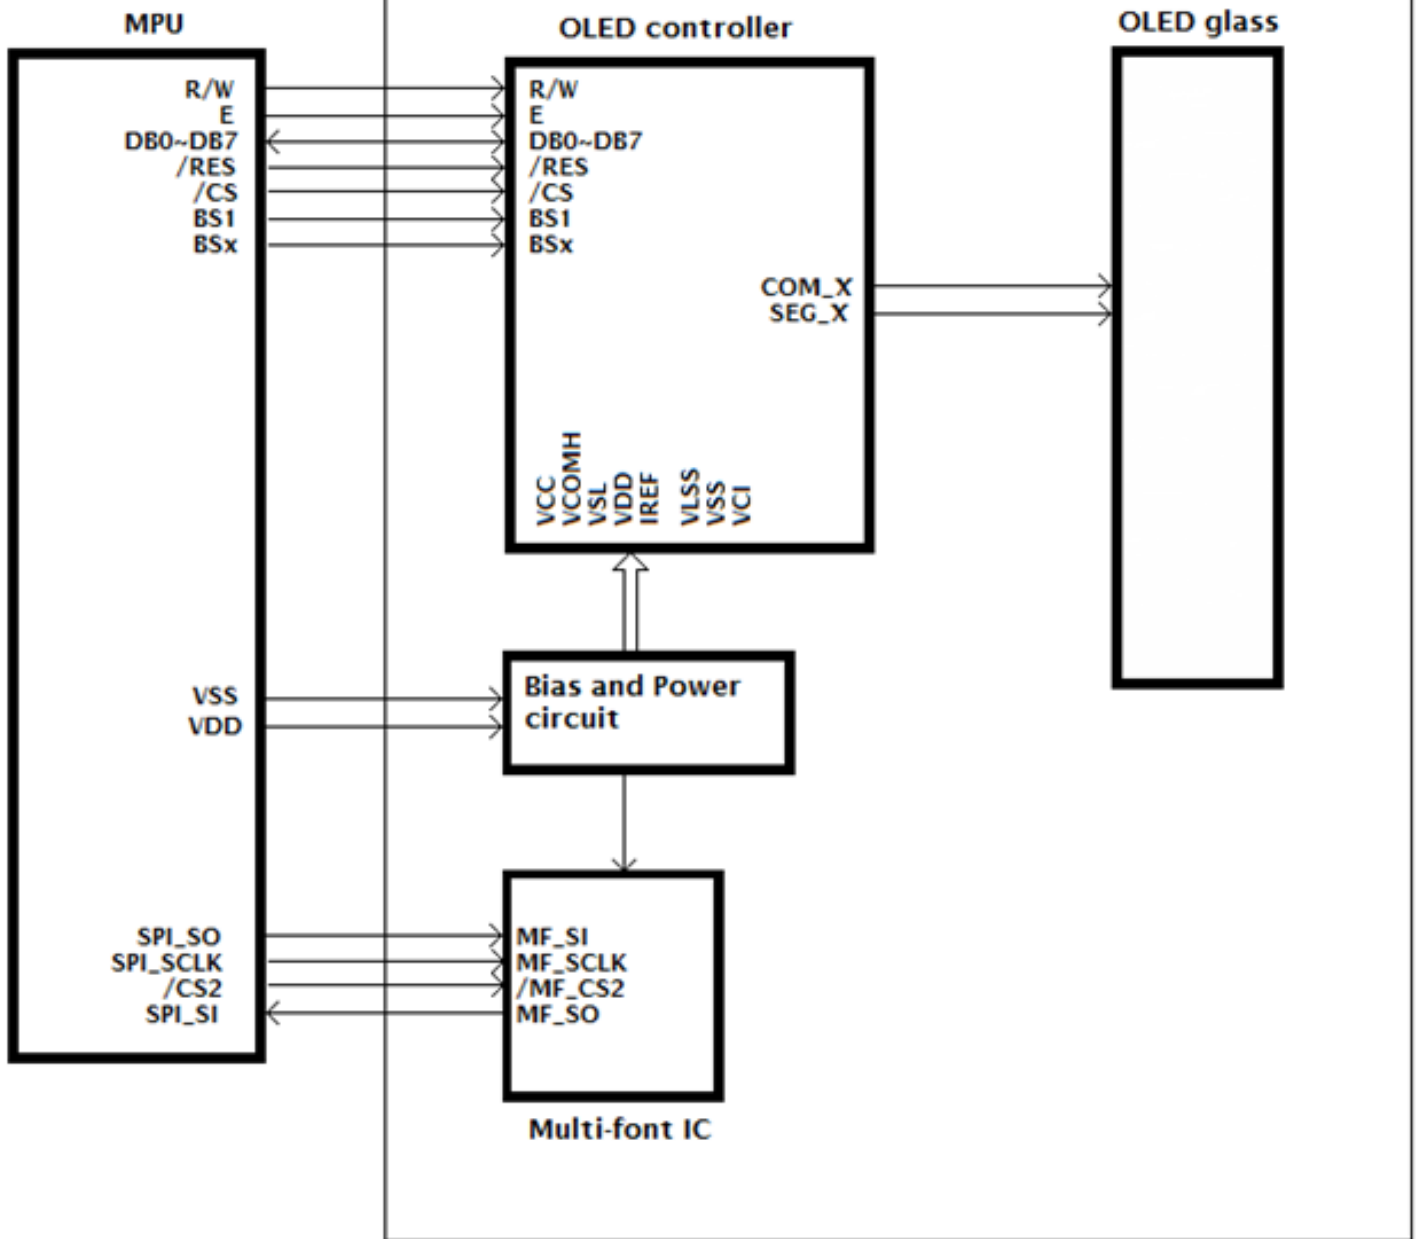 MPU
OLED controller
OLED glass
R/W
E
DB0~DB7
/RES
/CS
BS1
BSx
R/W
E
DB0~DB7
/RES
/CS
BS1
BSx
COM_X
SEG_X
VCC
VCOMH
VSL
VDD
IREF
VLSS
VSS
VCI
VSS
VDD
Bias and Power
circuit
SPI_SO
SPI_SCLK
/CS2
SPI_SI
MF_SI
MF_SCLK
/MF_CS2
MF_SO
Multi-font IC